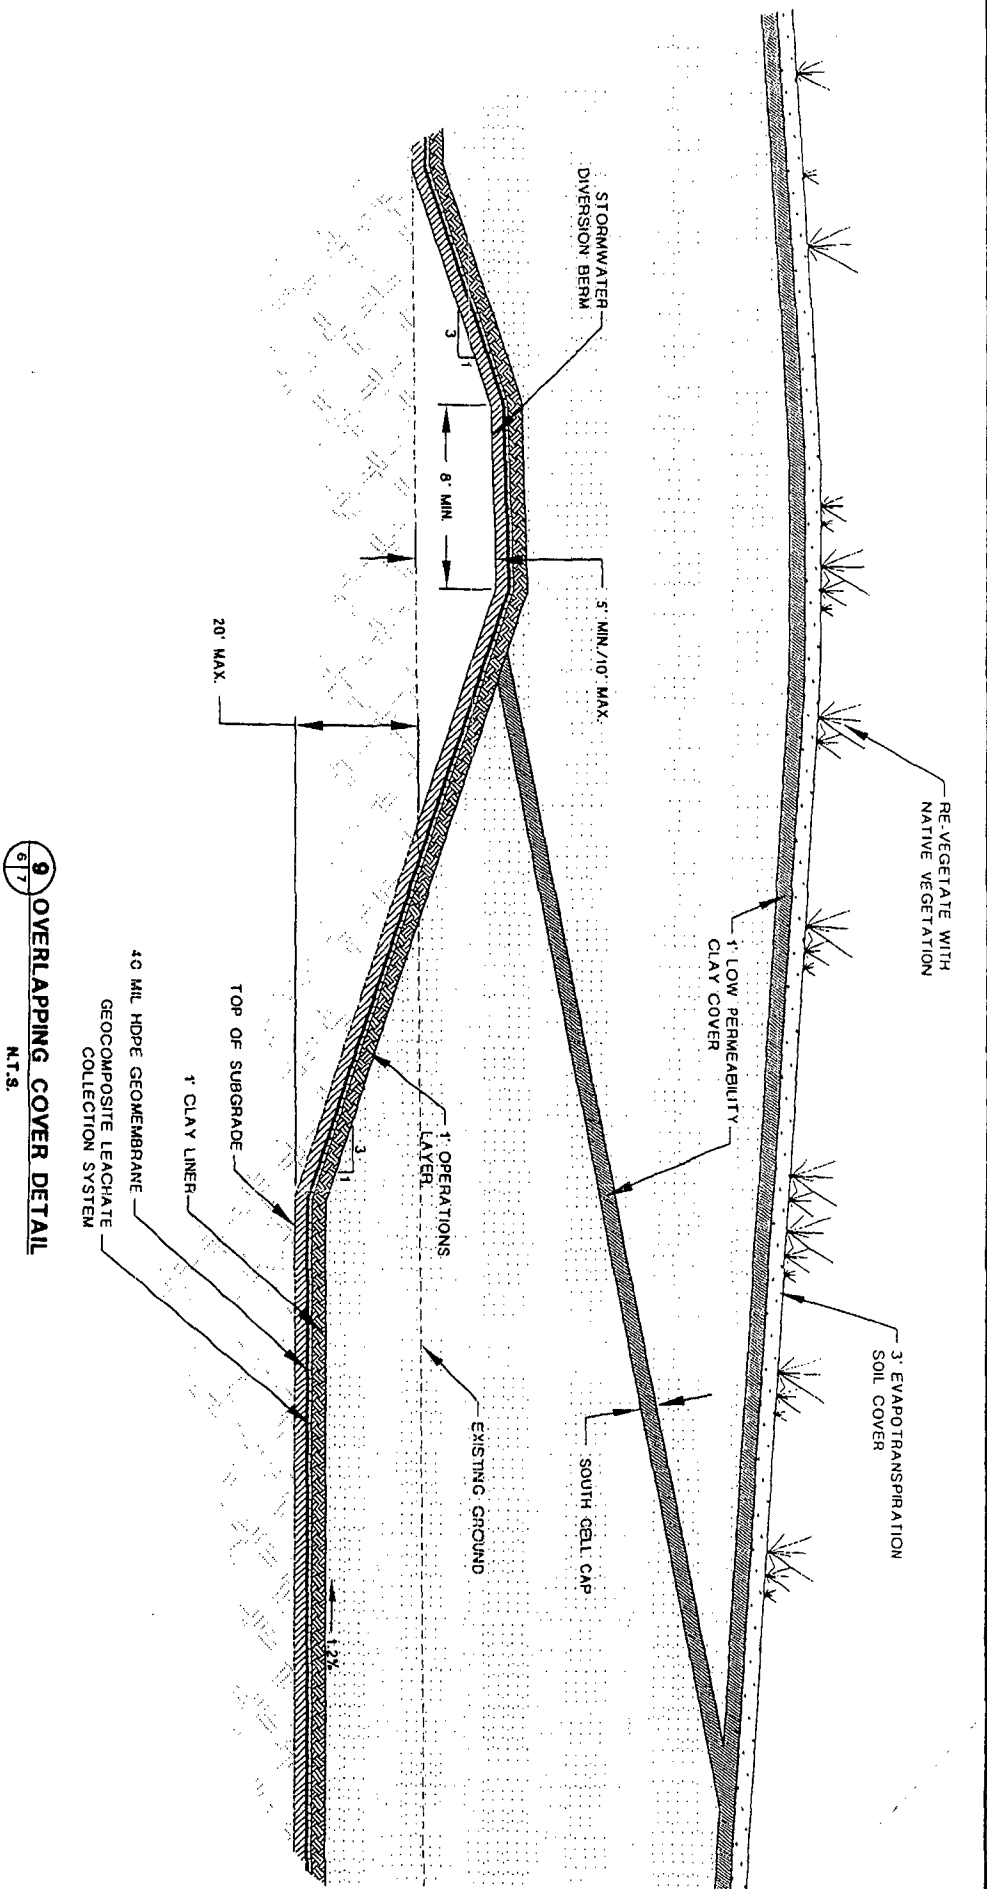 RE-VEGETATE WITH
NATIVE VEGETATION
3' EVAPOTRANSPIRATION
SOIL COVER
1' LOW PERMEABILITY
CLAY COVER
STORMWATER
DIVERSION BERM
3
1
8' MIN.
5' MIN./10' MAX.
SOUTH CELL CAP
20' MAX.
1' OPERATIONS
LAYER
EXISTING GROUND
3
1
1.2%
TOP OF SUBGRADE
1' CLAY LINER
40 MIL HDPE GEOMEMBRANE
GEOCOMPOSITE LEACHATE
COLLECTION SYSTEM
9 OVERLAPPING COVER DETAIL
6 7
N.T.S.